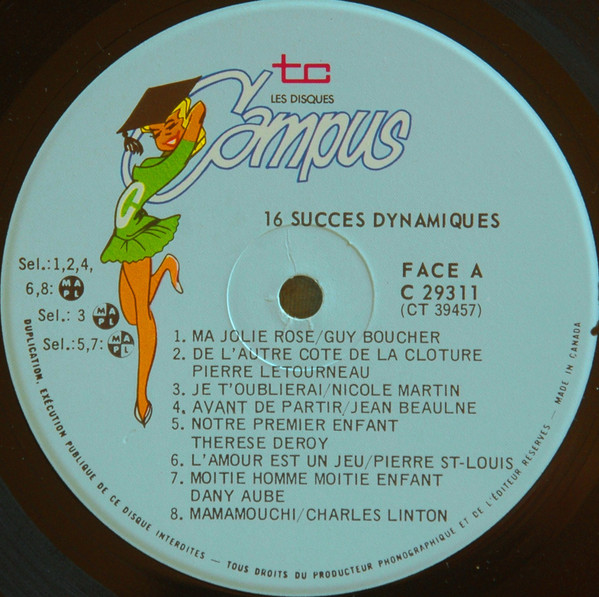 tc
LES DISQUES
Campus
C
16 SUCCES DYNAMIQUES
FACE A
C 29311
(CT 39457)
Sel.:1,2,4,
6,8: MAPL
Sel.: 3 MAPL
Sel.:5,7: MAPL
1. MA JOLIE ROSE/GUY BOUCHER
2. DE L'AUTRE COTE DE LA CLOTURE
PIERRE LETOURNEAU
3. JE T'OUBLIERAI/NICOLE MARTIN
4. AVANT DE PARTIR/JEAN BEAULNE
5. NOTRE PREMIER ENFANT
THERESE DEROY
6. L'AMOUR EST UN JEU/PIERRE ST-LOUIS
7. MOITIE HOMME MOITIE ENFANT
DANY AUBE
8. MAMAMOUCHI/CHARLES LINTON
DUPLICATION, EXÉCUTION PUBLIQUE DE CE DISQUE INTERDITES – TOUS DROITS DU PRODUCTEUR PHONOGRAPHIQUE ET DE L'ÉDITEUR RÉSERVÉS – MADE IN CANADA